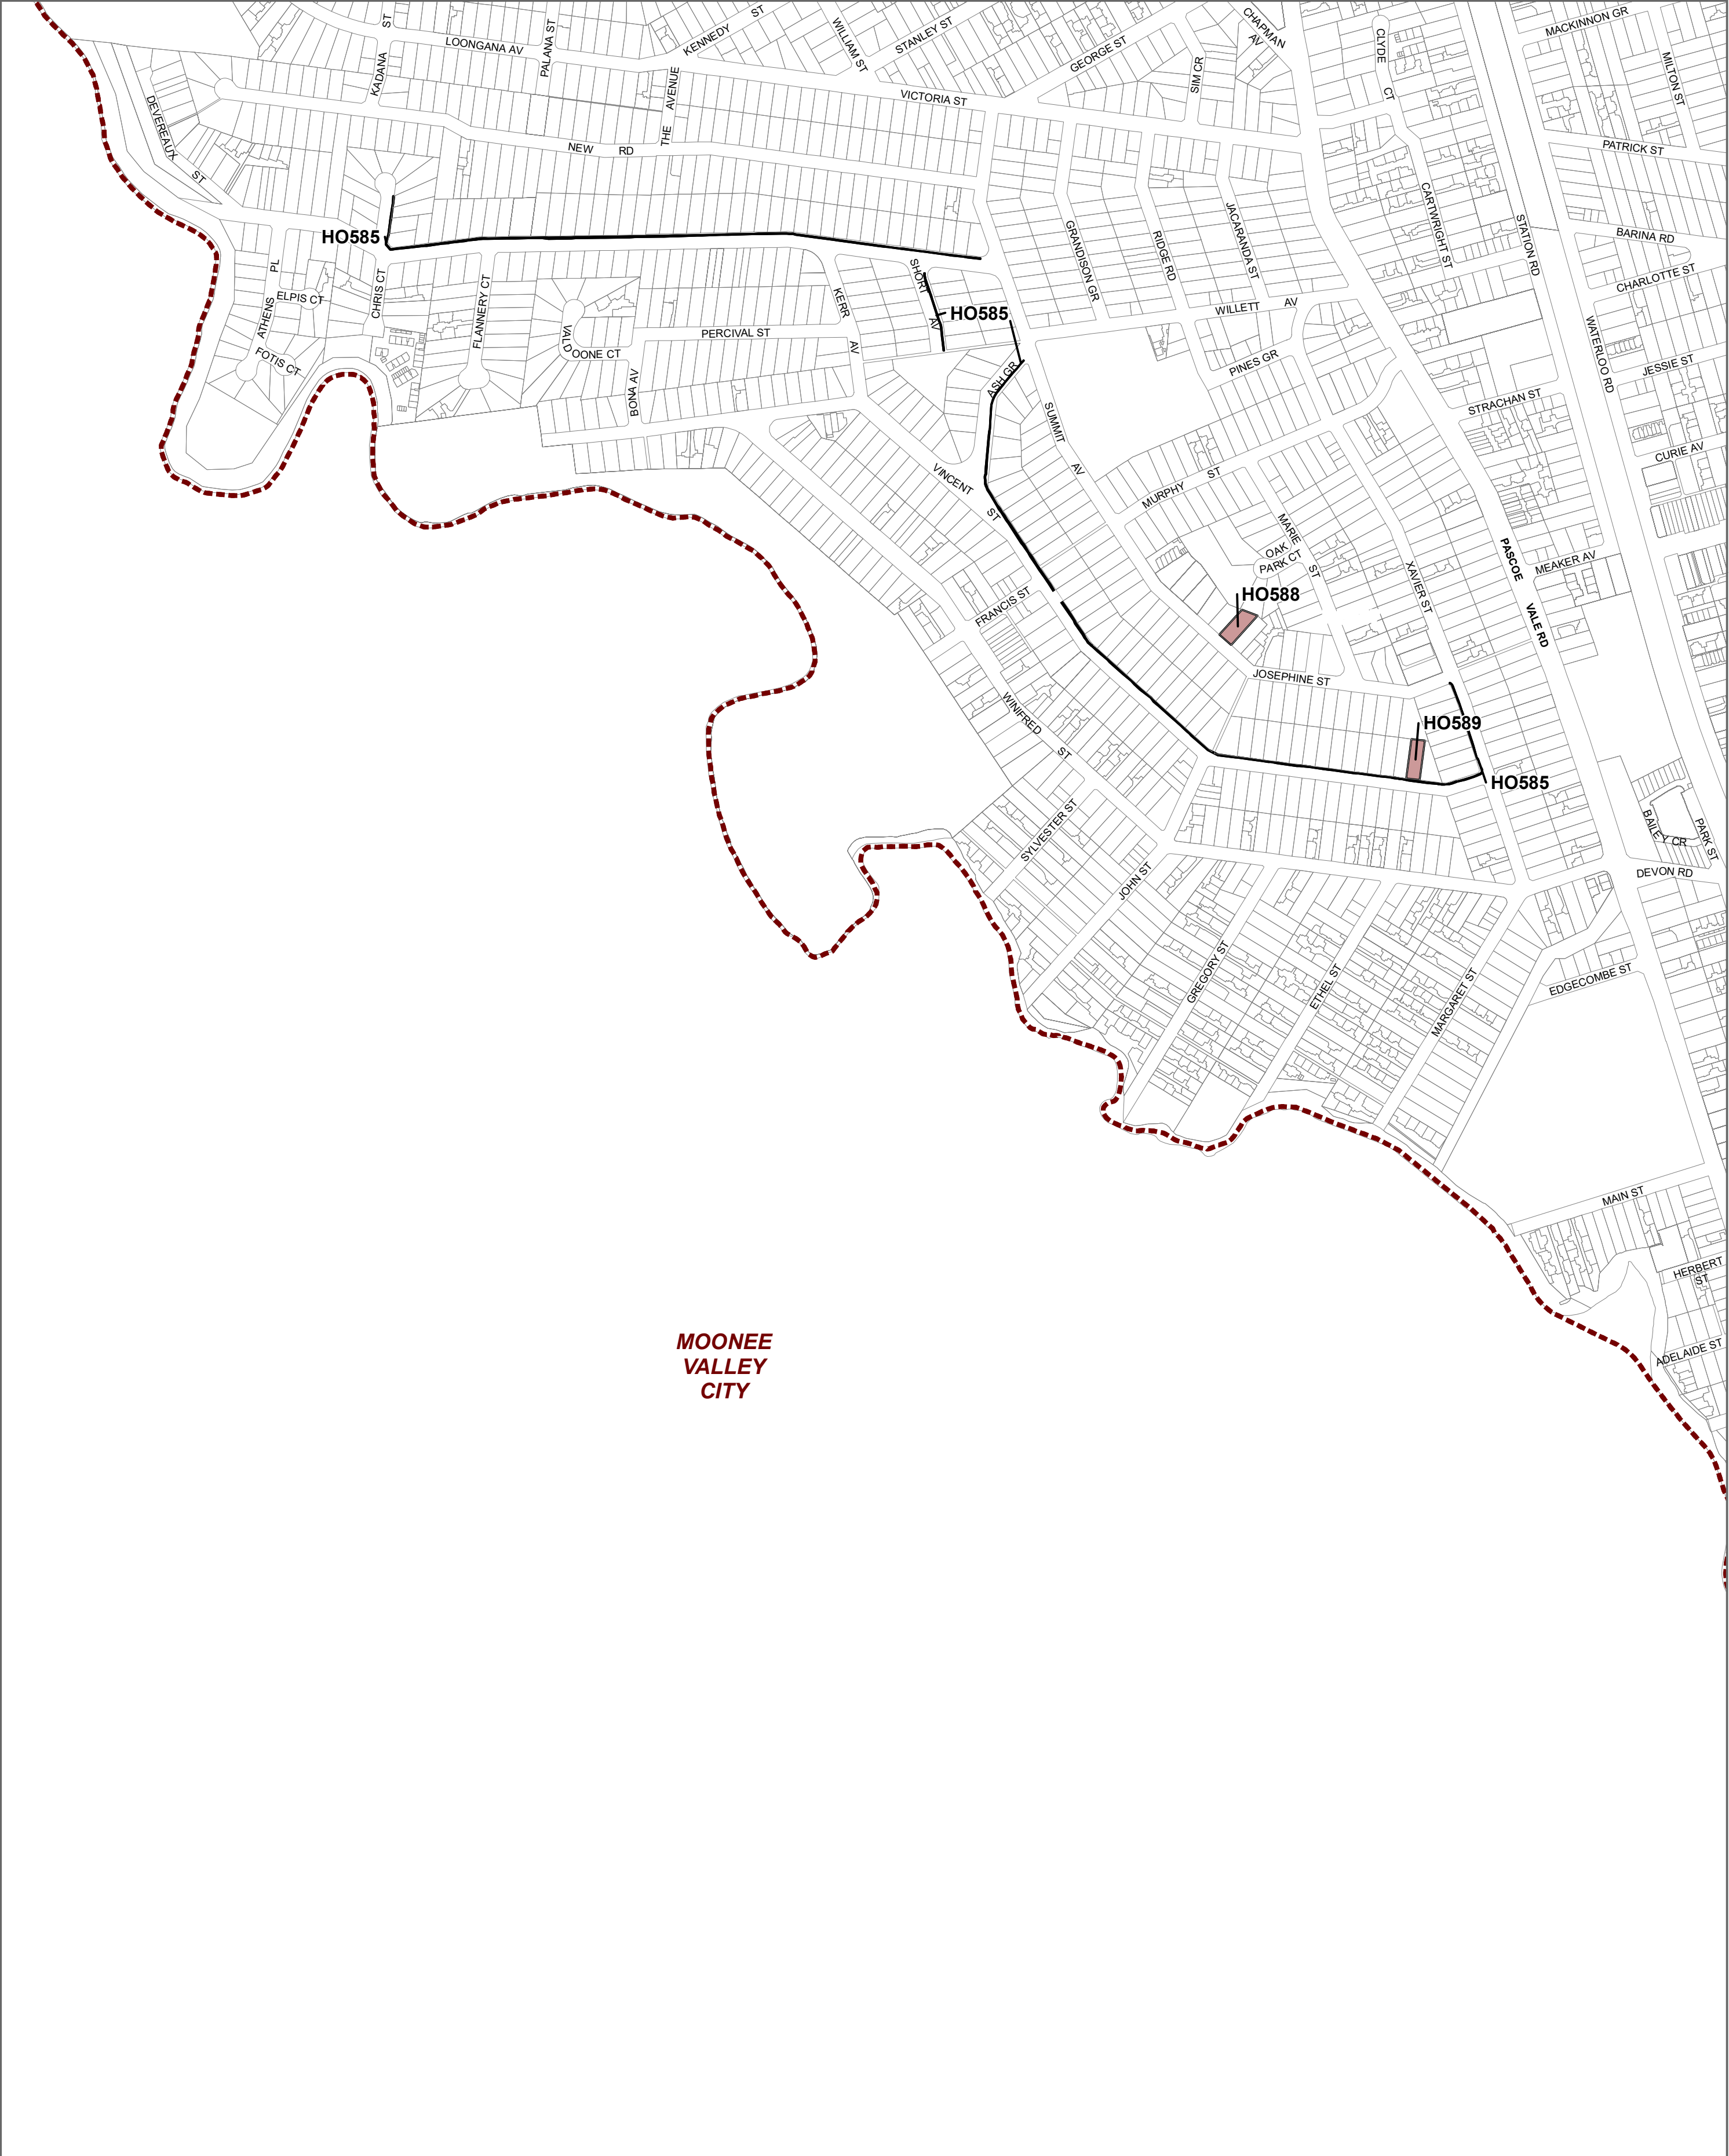 ST
WILLIAM ST
KENNEDY
STANLEY ST
CHAPMAN
AV
MACKINNON GR
KADANA
ST
LOONGANA AV
PALANA ST
GEORGE ST
CLYDE
CT
SIM CR
MILTON ST
THE AVENUE
VICTORIA ST
DEVEREAUX
ST
NEW RD
PATRICK ST
CARTWRIGHT ST
STATION RD
JACARANDA ST
RIDGE RD
GRANDISON GR
BARINA RD
HO585
ATHENS PL
ELPIS CT
CHRIS CT
FLANNERY CT
SHORT
AV
HO585
KERR
AV
CHARLOTTE ST
WILLETT AV
WATERLOO RD
VALD
OONE CT
PERCIVAL ST
FOTIS CT
PINES GR
JESSIE ST
BONA AV
ASH GR
SUMMIT
AV
STRACHAN ST
CURIE AV
VINCENT
ST
MURPHY ST
MARIE
ST
OAK
PARK CT
PASCOE
VALE RD
MEAKER AV
XAVIER ST
HO588
FRANCIS ST
JOSEPHINE ST
WINIFRED
ST
HO589
HO585
SYLVESTER ST
BAILEY CR
PARK ST
JOHN ST
DEVON RD
GREGORY ST
ETHEL ST
MARGARET ST
EDGECOMBE ST
MAIN ST
HERBERT
ST
ADELAIDE ST
MOONEE
VALLEY
CITY